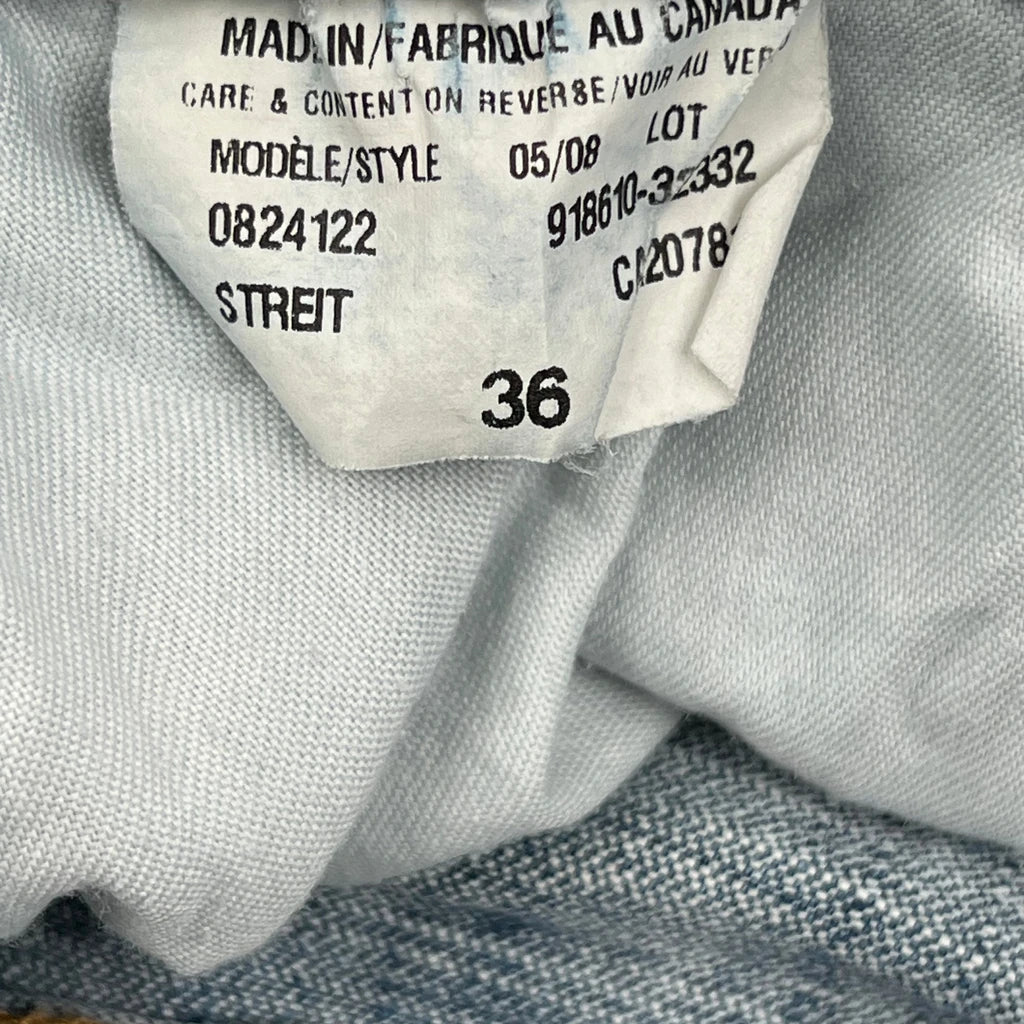 MADE IN/FABRIQUÉ AU CANADA
CARE & CONTENT ON REVERSE/VOIR AU
MODÈLE/STYLE 05/08 LOT
0824122 918610-32332
STREIT
36